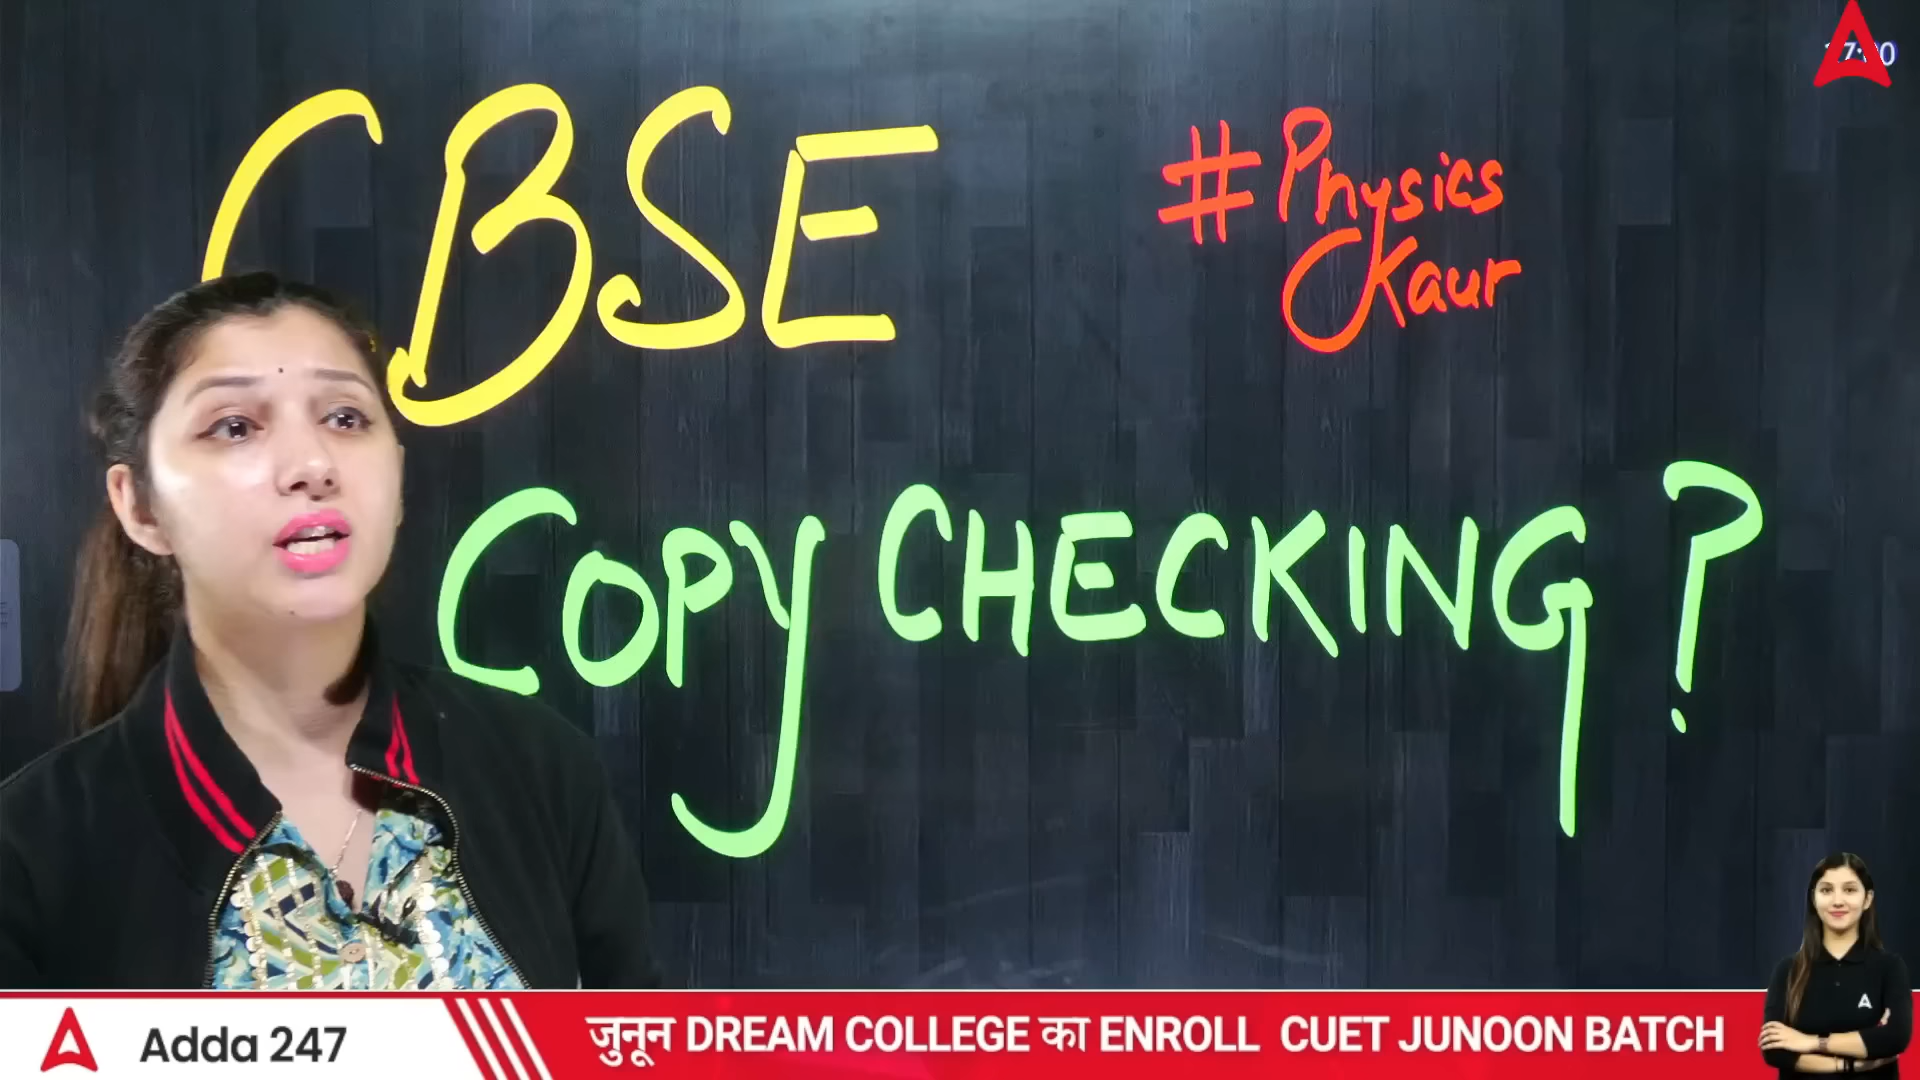 CBSE
#Physics
Kaur
COPY CHECKING ?
Adda 247
जुनून DREAM COLLEGE का ENROLL CUET JUNOON BATCH